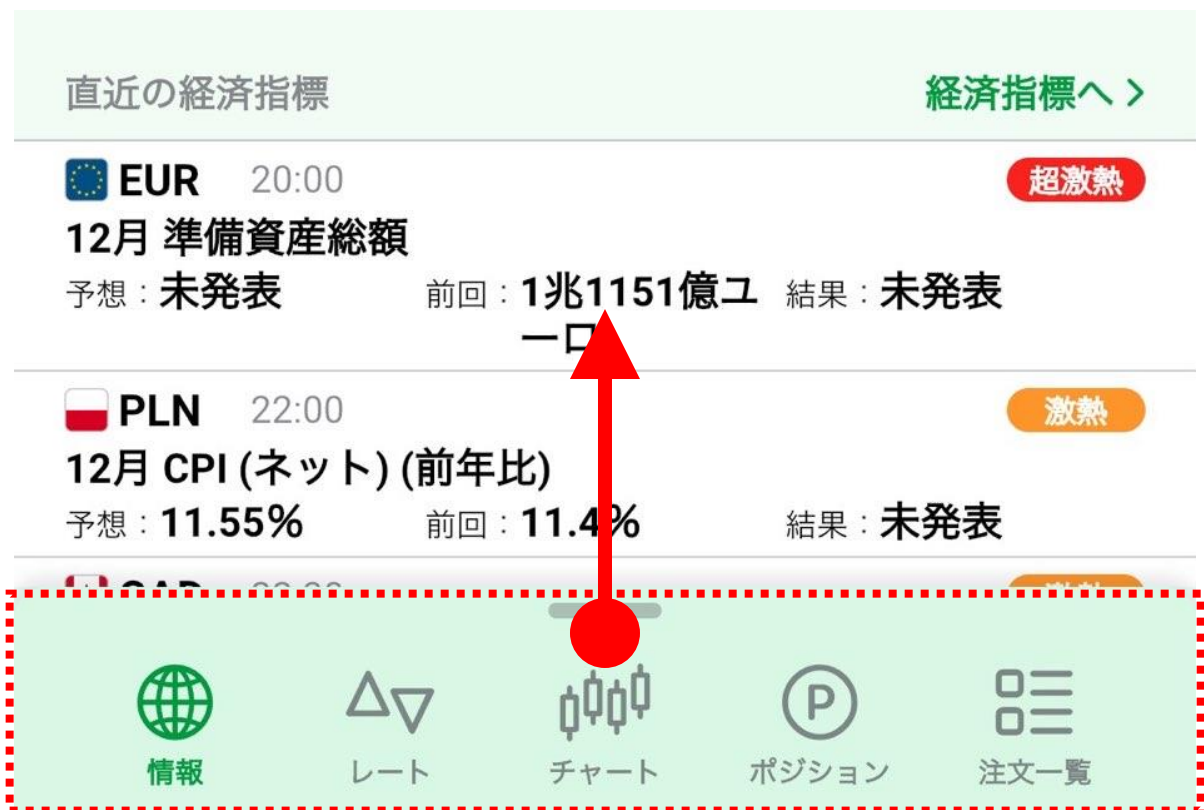 直近の経済指標 経済指標へ >
EUR 20:00 超激熱
12月 準備資産総額
予想：未発表 前回：1兆1151億ユ 結果：未発表
ーロ
PLN 22:00 激熱
12月 CPI (ネット) (前年比)
予想：11.55% 前回：11.4% 結果：未発表
P
情報 レート チャート ポジション 注文一覧